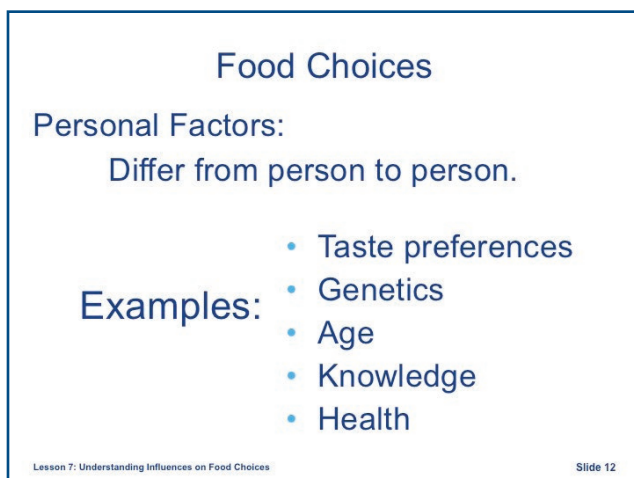 Food Choices
Personal Factors:
Differ from person to person.
Examples:
• Taste preferences
• Genetics
• Age
• Knowledge
• Health
Lesson 7: Understanding Influences on Food Choices
Slide 12